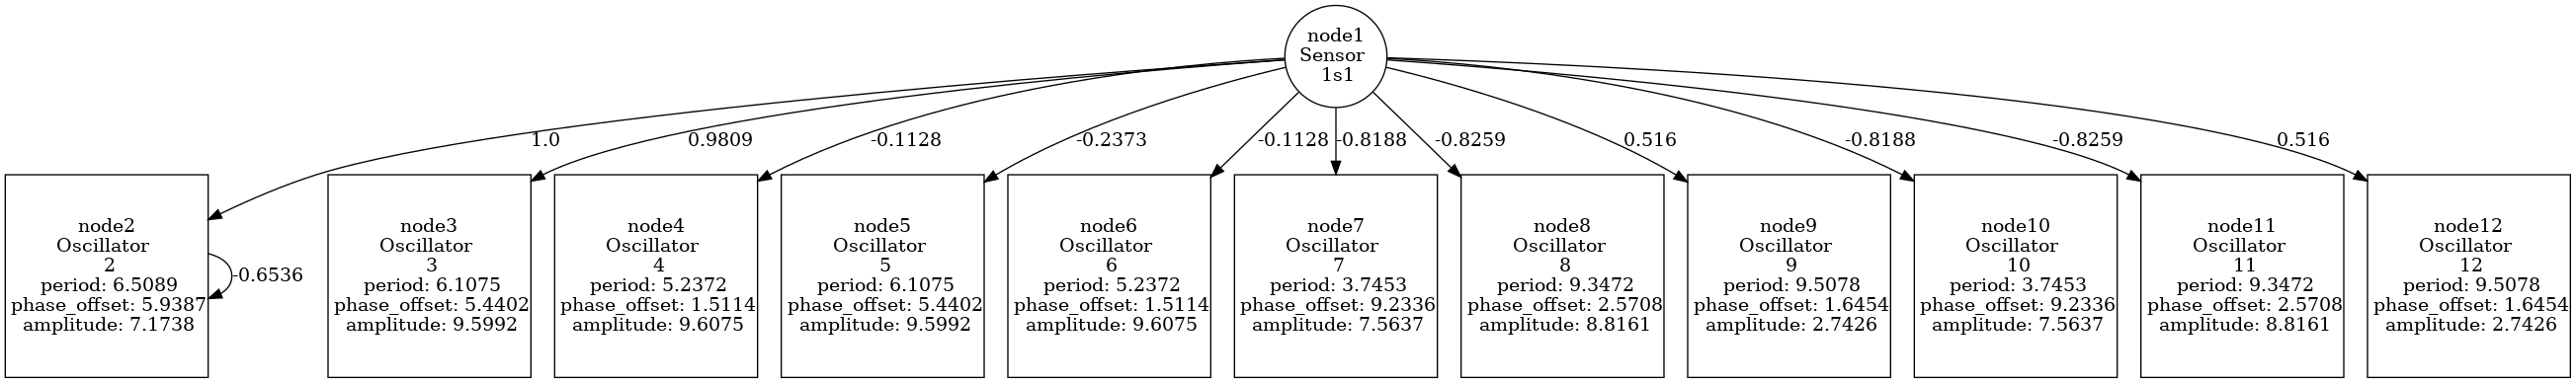 node1
Sensor
1s1
1.0
0.9809
-0.1128
-0.2373
-0.1128
-0.8188
-0.8259
0.516
-0.8188
-0.8259
0.516
node2
Oscillator
2
period: 6.5089
phase_offset: 5.9387
amplitude: 7.1738
-0.6536
node3
Oscillator
3
period: 6.1075
phase_offset: 5.4402
amplitude: 9.5992
node4
Oscillator
4
period: 5.2372
phase_offset: 1.5114
amplitude: 9.6075
node5
Oscillator
5
period: 6.1075
phase_offset: 5.4402
amplitude: 9.5992
node6
Oscillator
6
period: 5.2372
phase_offset: 1.5114
amplitude: 9.6075
node7
Oscillator
7
period: 3.7453
phase_offset: 9.2336
amplitude: 7.5637
node8
Oscillator
8
period: 9.3472
phase_offset: 2.5708
amplitude: 8.8161
node9
Oscillator
9
period: 9.5078
phase_offset: 1.6454
amplitude: 2.7426
node10
Oscillator
10
period: 3.7453
phase_offset: 9.2336
amplitude: 7.5637
node11
Oscillator
11
period: 9.3472
phase_offset: 2.5708
amplitude: 8.8161
node12
Oscillator
12
period: 9.5078
phase_offset: 1.6454
amplitude: 2.7426